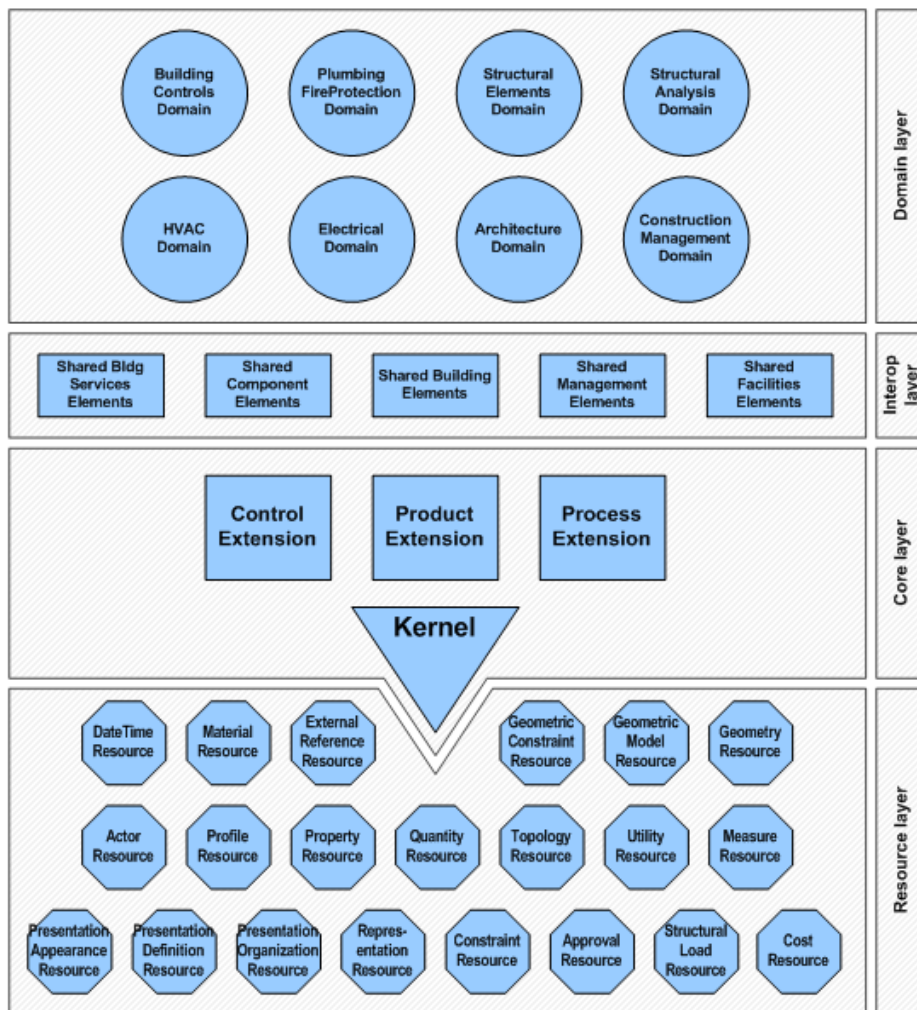 Building
Controls
Domain
Plumbing
FireProtection
Domain
Structural
Elements
Domain
Structural
Analysis
Domain
HVAC
Domain
Electrical
Domain
Architecture
Domain
Construction
Management
Domain
Domain layer
Shared Bldg
Services
Elements
Shared
Component
Elements
Shared Building
Elements
Shared
Management
Elements
Shared
Facilities
Elements
Interop
layer
Control
Extension
Product
Extension
Process
Extension
Kernel
Core layer
DateTime
Resource
Material
Resource
External
Reference
Resource
Geometric
Constraint
Resource
Geometric
Model
Resource
Geometry
Resource
Actor
Resource
Profile
Resource
Property
Resource
Quantity
Resource
Topology
Resource
Utility
Resource
Measure
Resource
Presentation
Appearance
Resource
Presentation
Definition
Resource
Presentation
Organization
Resource
Repres-
entation
Resource
Constraint
Resource
Approval
Resource
Structural
Load
Resource
Cost
Resource
Resource layer